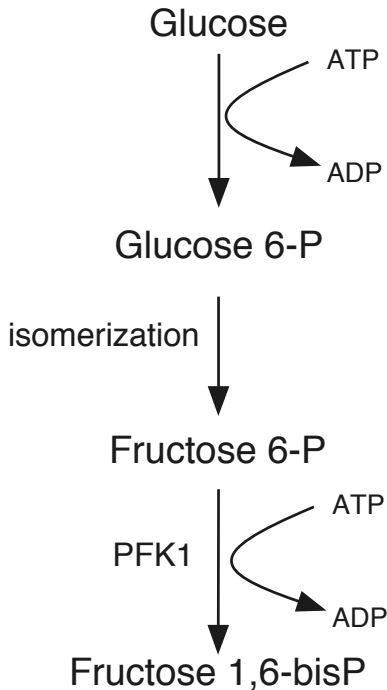 Glucose
ATP
ADP
Glucose 6-P
isomerization
Fructose 6-P
ATP
PFK1
ADP
Fructose 1,6-bisP